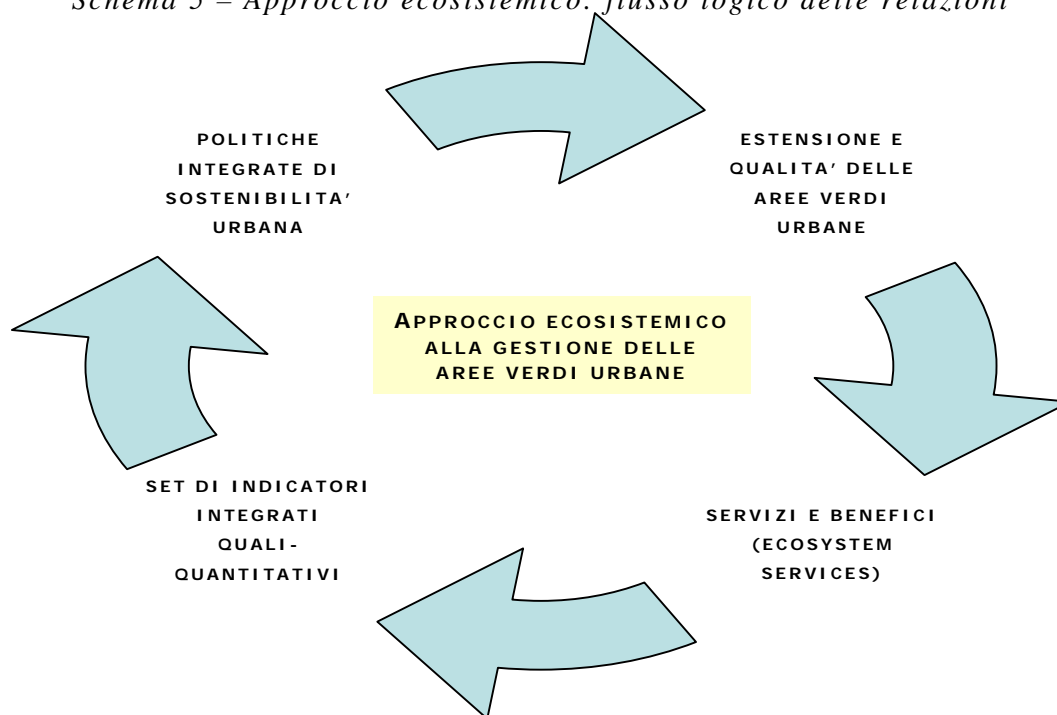 Schema 5 – Approccio ecosistemico: flusso logico delle relazioni
POLITICHE
INTEGRATE DI
SOSTENIBILITA'
URBANA
ESTENSIONE E
QUALITA' DELLE
AREE VERDI
URBANE
APPROCCIO ECOSISTEMICO
ALLA GESTIONE DELLE
AREE VERDI URBANE
SET DI INDICATORI
INTEGRATI
QUALI-
QUANTITATIVI
SERVIZI E BENEFICI
(ECOSYSTEM
SERVICES)